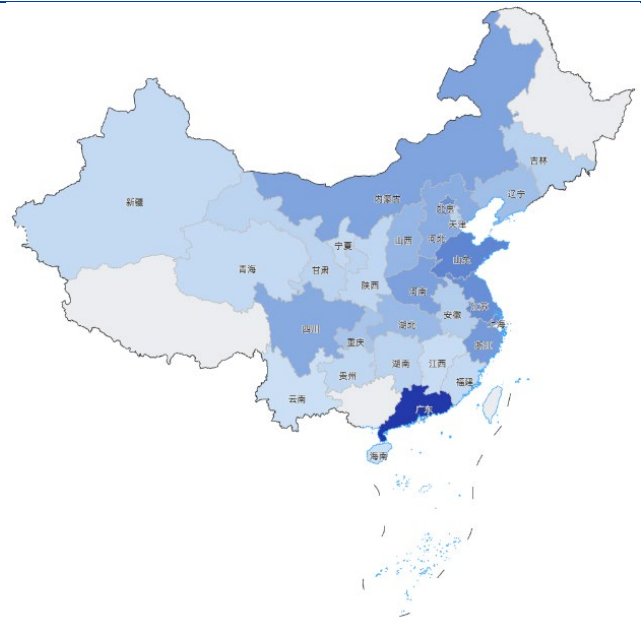 吉林
辽宁
新疆
内蒙古
北京
天津
宁夏
山西
河北
山东
青海
甘肃
陕西
河南
江苏
安徽
上海
四川
湖北
重庆
浙江
湖南
江西
贵州
福建
云南
广东
海南